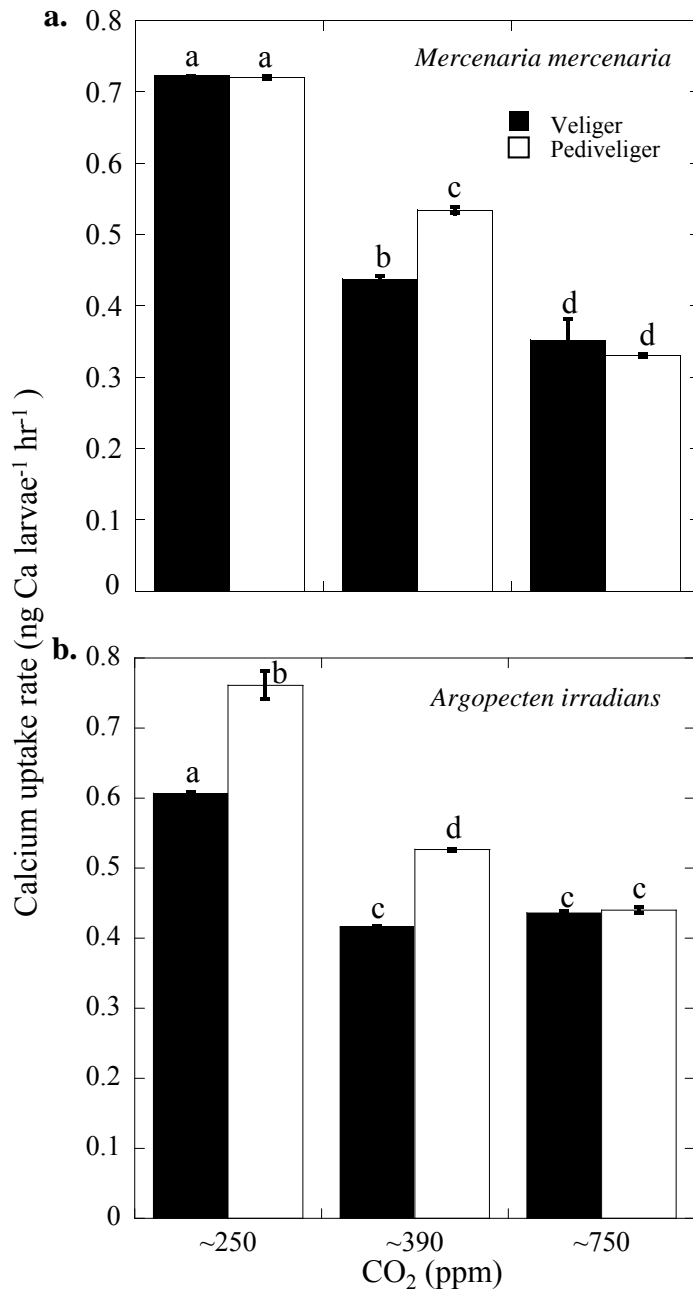 a.
0.8
0.7
0.6
0.5
0.4
0.3
0.2
0.1
0
a a
b c
d d
Mercenaria mercenaria
Veliger
Pediveliger
Calcium uptake rate (ng Ca larvae⁻¹ hr⁻¹)
b.
0.8
0.7
0.6
0.5
0.4
0.3
0.2
0.1
0
a b
c d
c c
Argopecten irradians
~250 ~390 ~750
CO₂ (ppm)